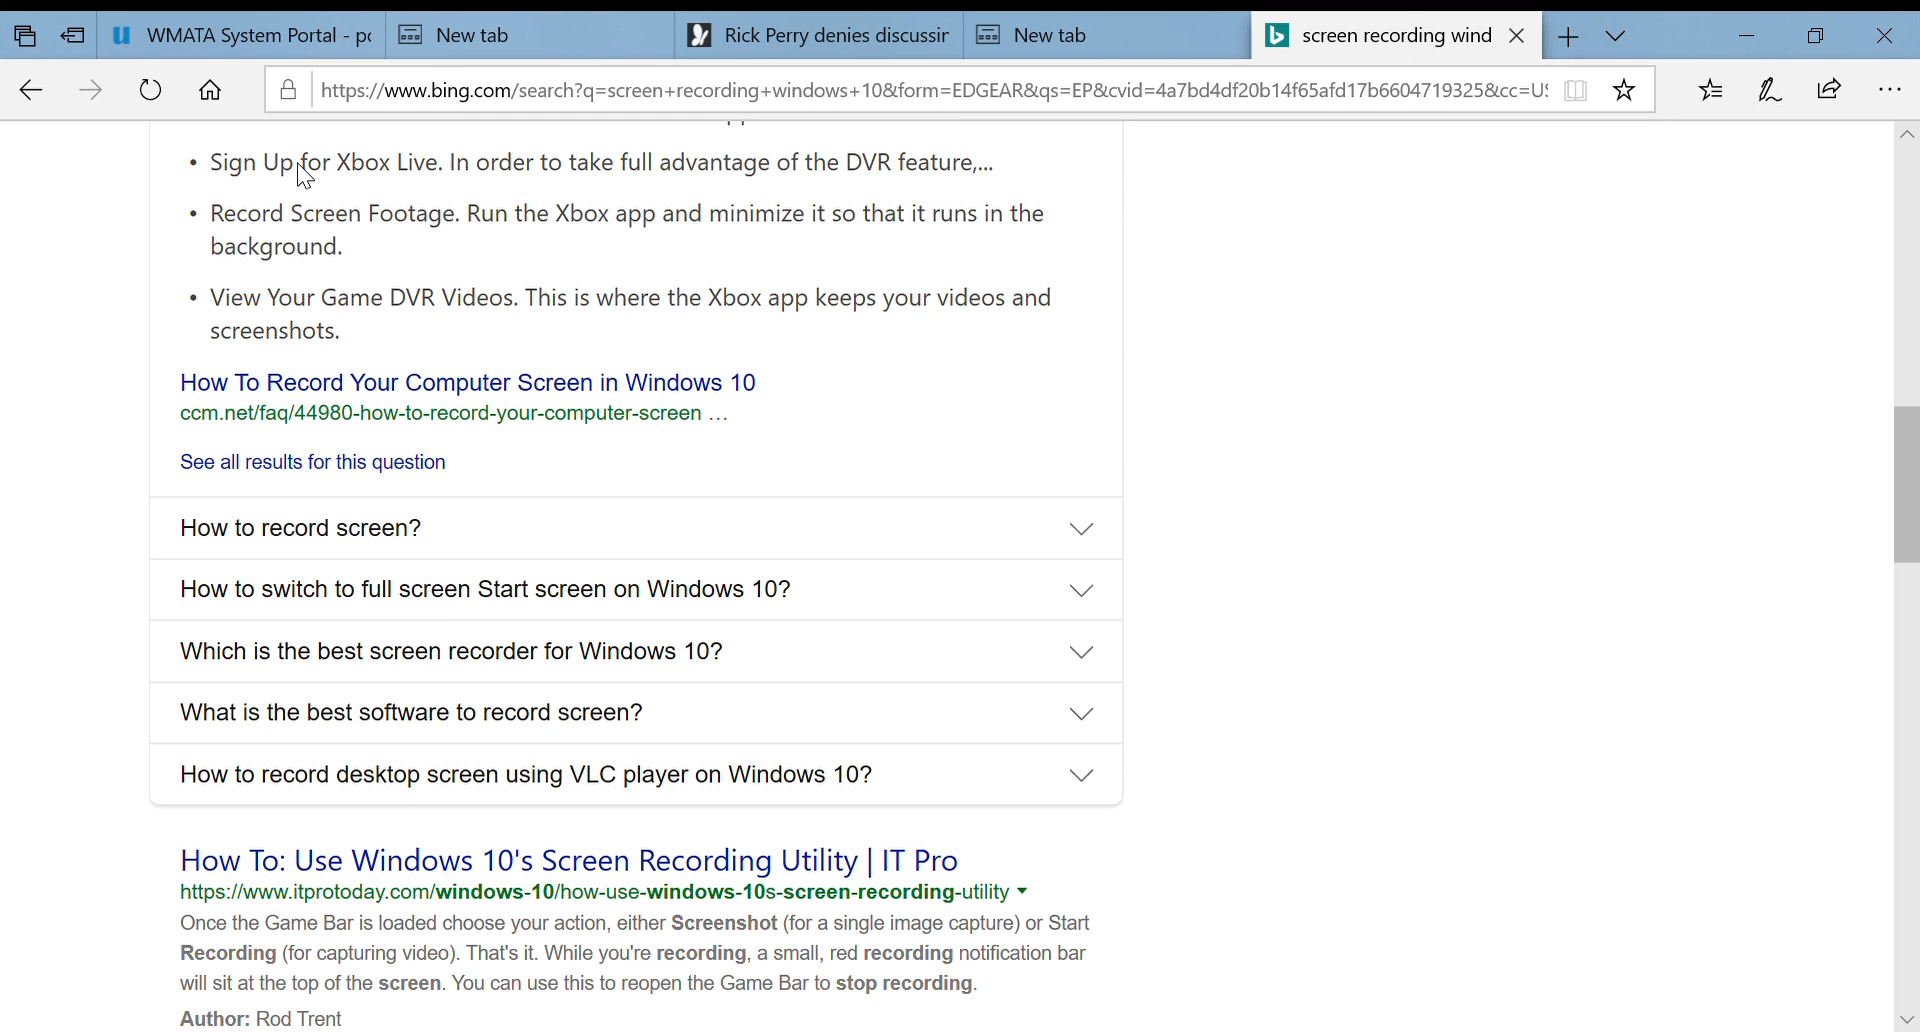 WMATA System Portal - po
New tab
Rick Perry denies discussin
New tab
screen recording wind
https://www.bing.com/search?q=screen+recording+windows+10&form=EDGEAR&qs=EP&cvid=4a7bd4df20b14f65afd17b6604719325&cc=US
• Sign Up for Xbox Live. In order to take full advantage of the DVR feature,...
• Record Screen Footage. Run the Xbox app and minimize it so that it runs in the
background.
• View Your Game DVR Videos. This is where the Xbox app keeps your videos and
screenshots.
How To Record Your Computer Screen in Windows 10
ccm.net/faq/44980-how-to-record-your-computer-screen …
See all results for this question
How to record screen?
How to switch to full screen Start screen on Windows 10?
Which is the best screen recorder for Windows 10?
What is the best software to record screen?
How to record desktop screen using VLC player on Windows 10?
How To: Use Windows 10's Screen Recording Utility | IT Pro
https://www.itprotoday.com/windows-10/how-use-windows-10s-screen-recording-utility
Once the Game Bar is loaded choose your action, either Screenshot (for a single image capture) or Start
Recording (for capturing video). That's it. While you're recording, a small, red recording notification bar
will sit at the top of the screen. You can use this to reopen the Game Bar to stop recording.
Author: Rod Trent